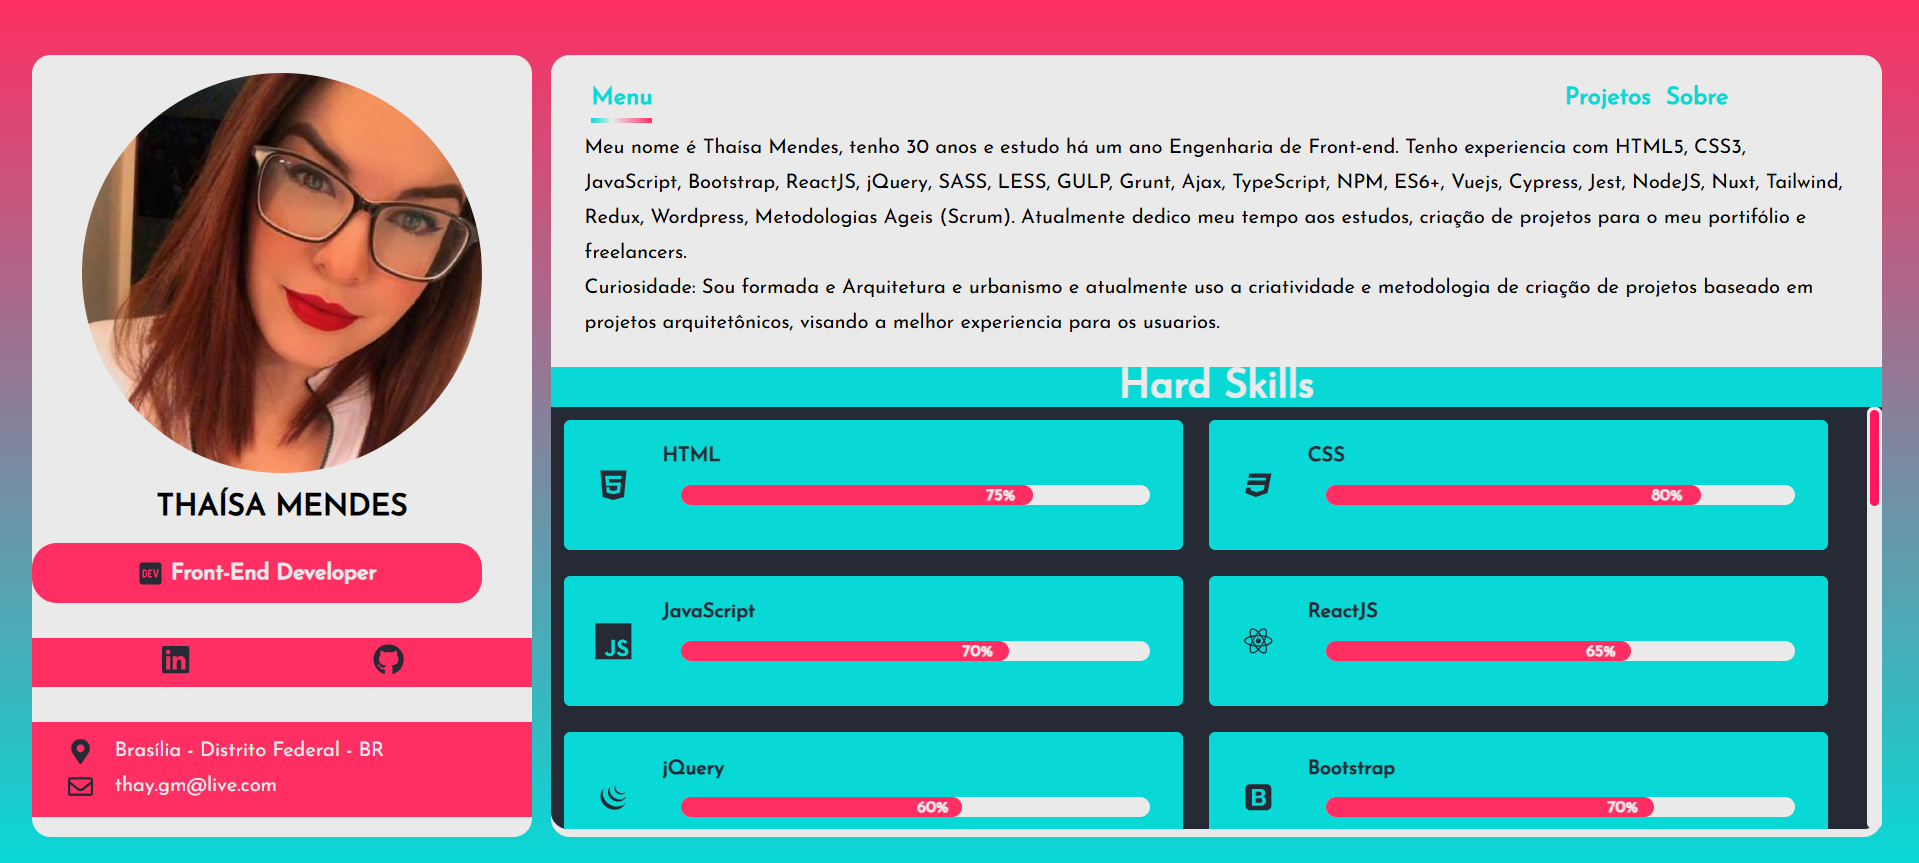 THAÍSA MENDES
DEV Front-End Developer
in
Brasília - Distrito Federal - BR
thay.gm@live.com
Menu
Projetos Sobre
Meu nome é Thaísa Mendes, tenho 30 anos e estudo há um ano Engenharia de Front-end. Tenho experiencia com HTML5, CSS3,
JavaScript, Bootstrap, ReactJS, jQuery, SASS, LESS, GULP, Grunt, Ajax, TypeScript, NPM, ES6+, Vuejs, Cypress, Jest, NodeJS, Nuxt, Tailwind,
Redux, Wordpress, Metodologias Ageis (Scrum). Atualmente dedico meu tempo aos estudos, criação de projetos para o meu portifólio e
freelancers.
Curiosidade: Sou formada e Arquitetura e urbanismo e atualmente uso a criatividade e metodologia de criação de projetos baseado em
projetos arquitetônicos, visando a melhor experiencia para os usuarios.
Hard Skills
HTML
5
75%
CSS
3
80%
JavaScript
JS
70%
ReactJS
65%
jQuery
60%
Bootstrap
B
70%